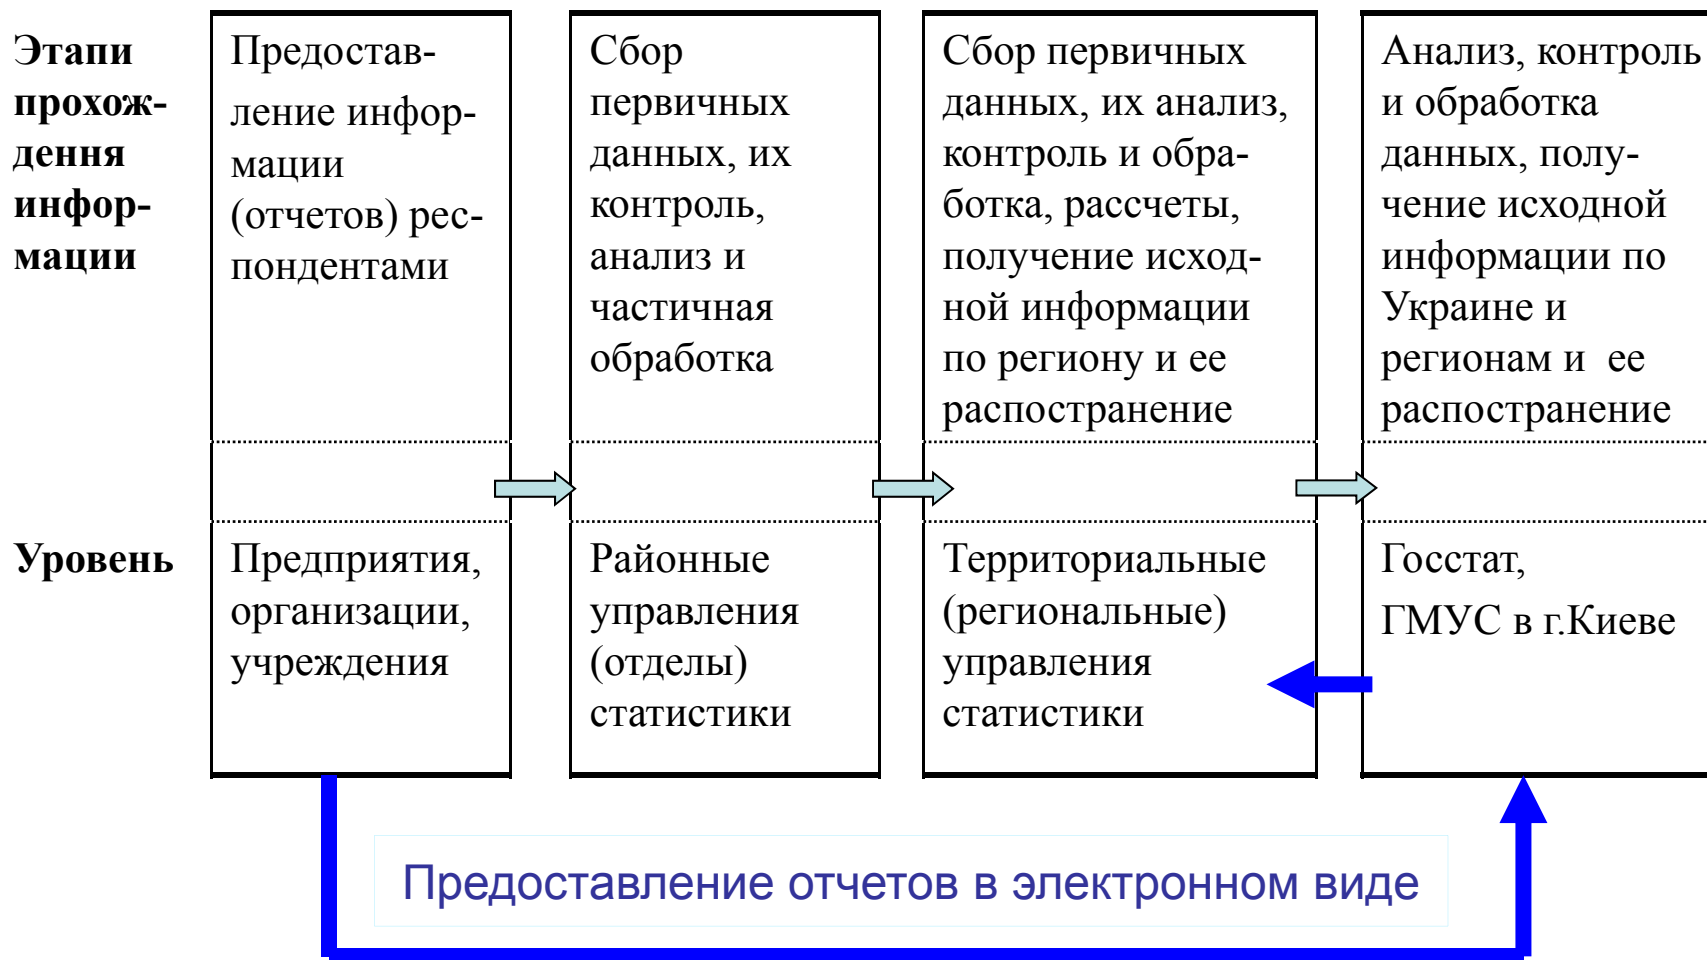 Этапи
прохож-
дення
инфор-
мации
Предостав-
ление инфор-
мации
(отчетов) рес-
пондентами
Сбор
первичных
данных, их
контроль,
анализ и
частичная
обработка
Сбор первичных
данных, их анализ,
контроль и обра-
ботка, рассчеты,
получение исход-
ной информации
по региону и ее
распостранение
Анализ, контроль
и обработка
данных, полу-
чение исходной
информации по
Украине и
регионам и  ее
распостранение
Уровень
Предприятия,
организации,
учреждения
Районные
управления
(отделы)
статистики
Территориальные
(региональные)
управления
статистики
Госстат,
ГМУС в г.Киеве
Предоставление отчетов в электронном виде